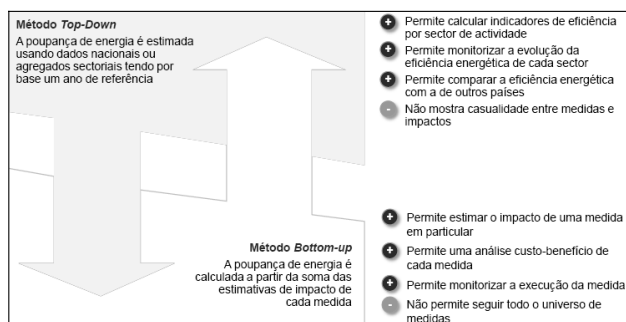 Método Top-Down
A poupança de energia é estimada
usando dados nacionais ou
agregados sectoriais tendo por
base um ano de referência
+ Permite calcular indicadores de eficiência
por sector de actividade
+ Permite monitorizar a evolução da
eficiência energética de cada sector
+ Permite comparar a eficiência energética
com a de outros países
- Não mostra casualidade entre medidas e
impactos
Método Bottom-up
A poupança de energia é
calculada a partir da soma das
estimativas de impacto de
cada medida
+ Permite estimar o impacto de uma medida
em particular
+ Permite uma análise custo-benefício de
cada medida
+ Permite monitorizar a execução da medida
- Não permite seguir todo o universo de
medidas